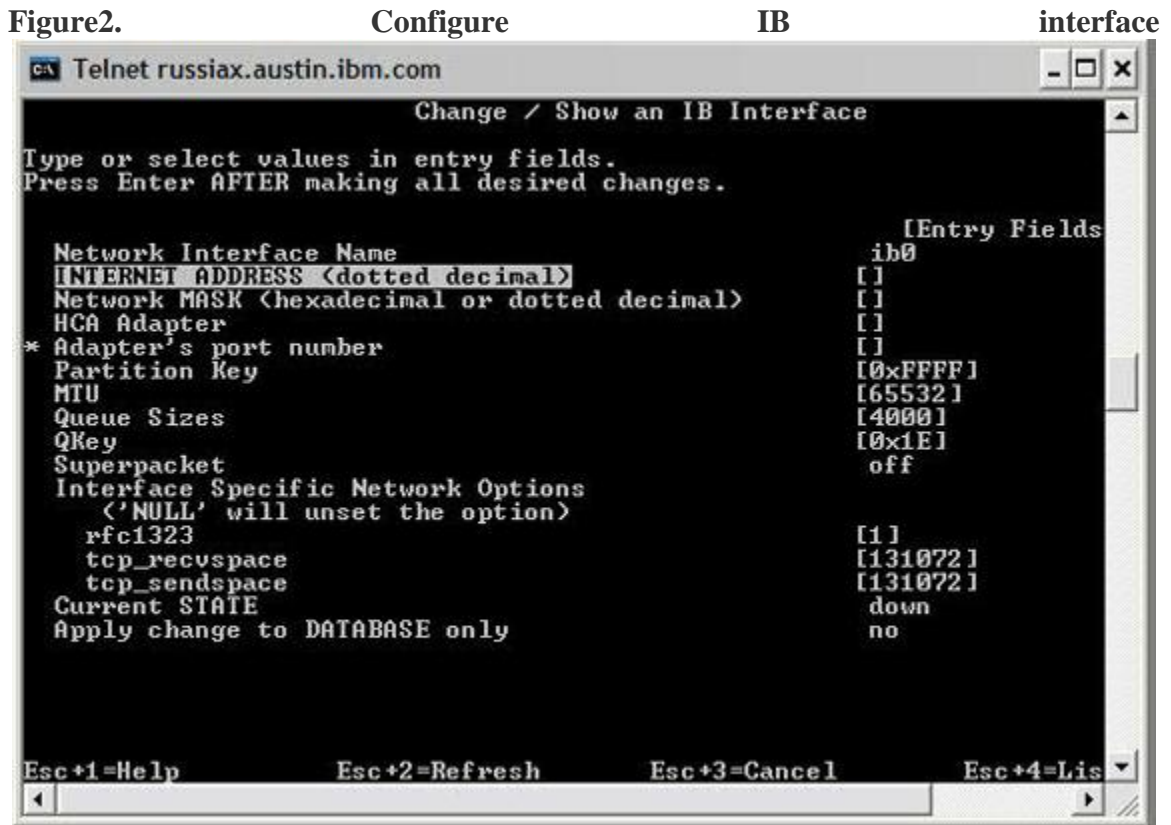 Figure2. Configure IB interface
Telnet russiax.austin.ibm.com
Change / Show an IB Interface
Type or select values in entry fields.
Press Enter AFTER making all desired changes.
[Entry Fields
Network Interface Name ib0
INTERNET ADDRESS (dotted decimal) []
Network MASK (hexadecimal or dotted decimal) []
HCA Adapter []
* Adapter's port number []
Partition Key [0xFFFF]
MTU [65532]
Queue Sizes [4000]
QKey [0x1E]
Superpacket off
Interface Specific Network Options
('NULL' will unset the option)
rfc1323 [1]
tcp_recvspace [131072]
tcp_sendspace [131072]
Current STATE down
Apply change to DATABASE only no
Esc+1=Help Esc+2=Refresh Esc+3=Cancel Esc+4=Lis